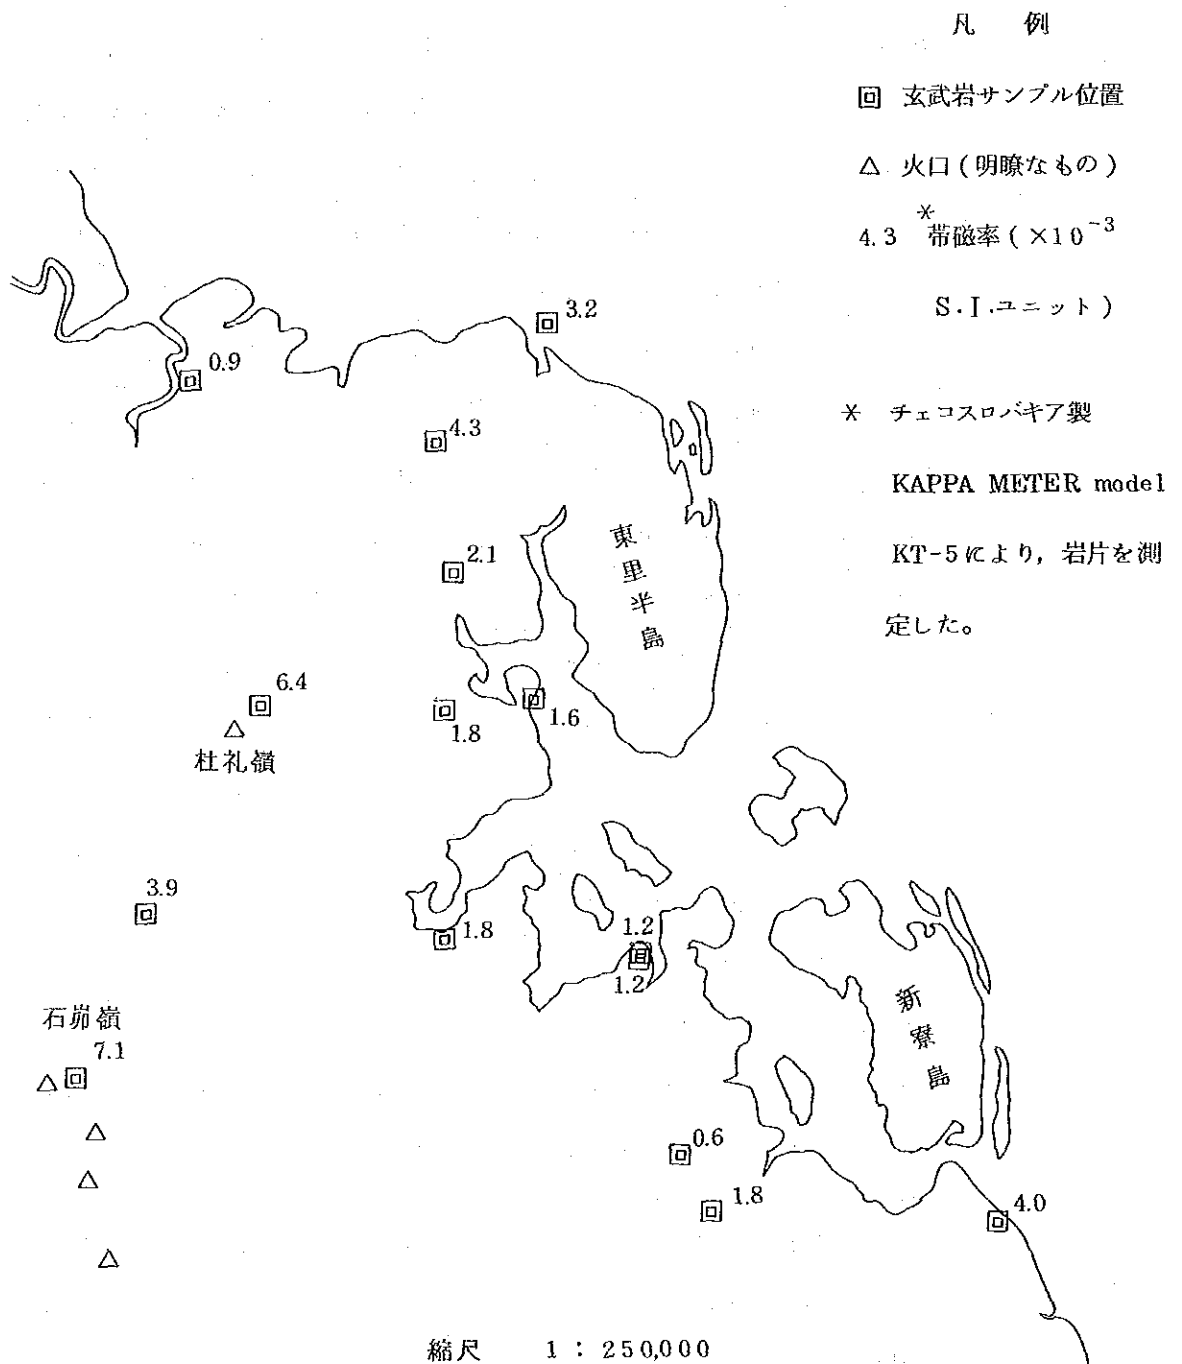 凡 例
回 玄武岩サンプル位置
△ 火口(明瞭なもの)
4.3 *帯磁率(×10⁻³
S.I.ユニット)
* チェコスロバキア製
KAPPA METER model
KT-5により,岩片を測
定した。
3.2
0.9
4.3
東里半島
2.1
6.4
1.8
1.6
杜礼嶺
3.9
1.8
1.2
1.2
石茆嶺
7.1
新寮島
0.6
1.8
4.0
縮尺 1:250,000